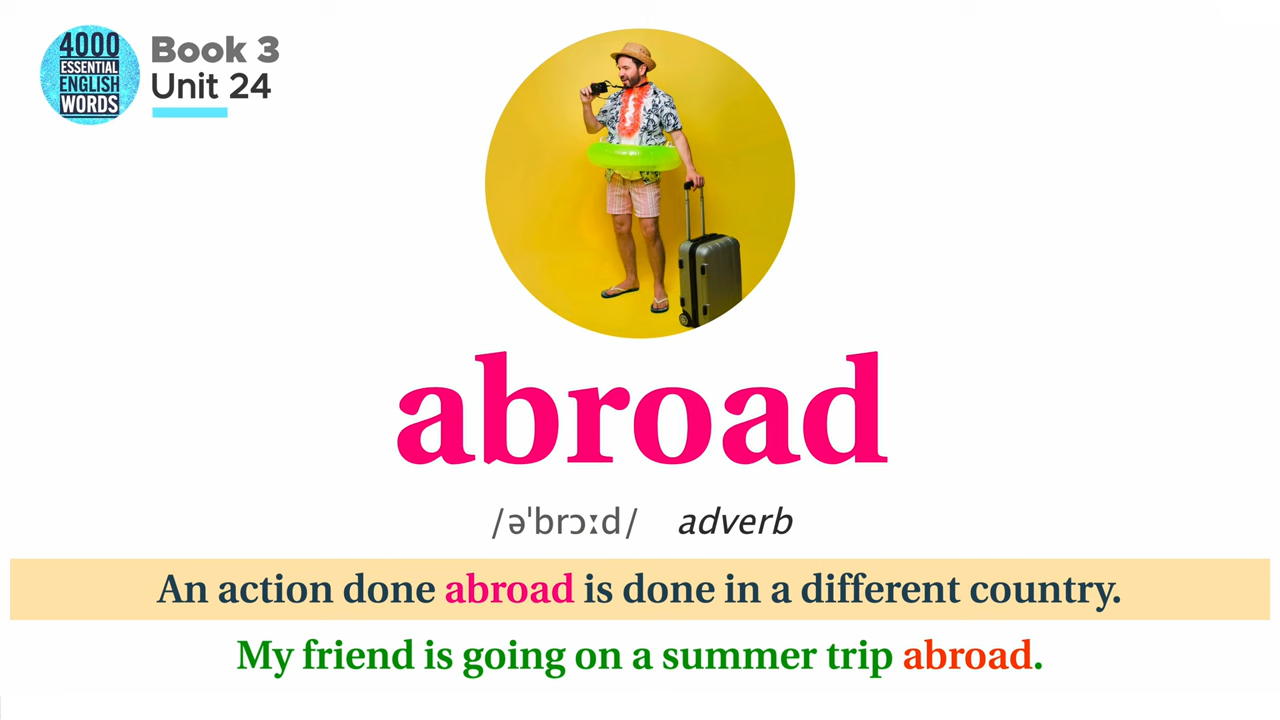 4000
ESSENTIAL
ENGLISH
WORDS
Book 3
Unit 24
abroad
/əˈbrɔːd/ adverb
An action done abroad is done in a different country.
My friend is going on a summer trip abroad.